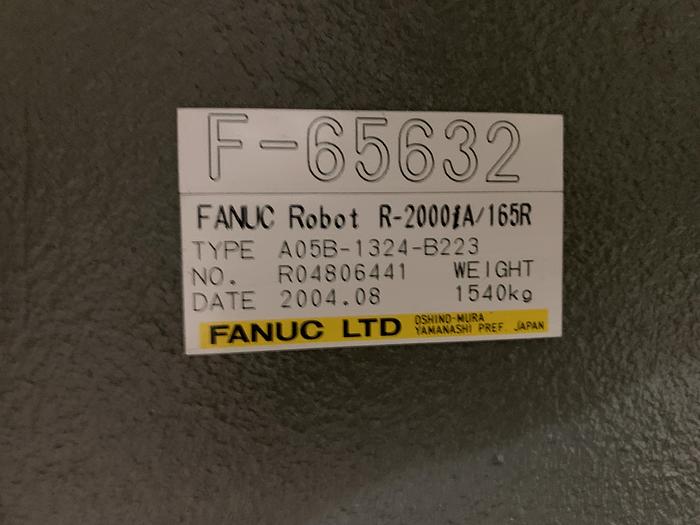 F-65632
FANUC Robot R-2000iA/165R
TYPE A05B-1324-B223
NO. R04806441 WEIGHT
DATE 2004.08 1540kg
FANUC LTD OSHINO-MURA
YAMANASHI PREF. JAPAN